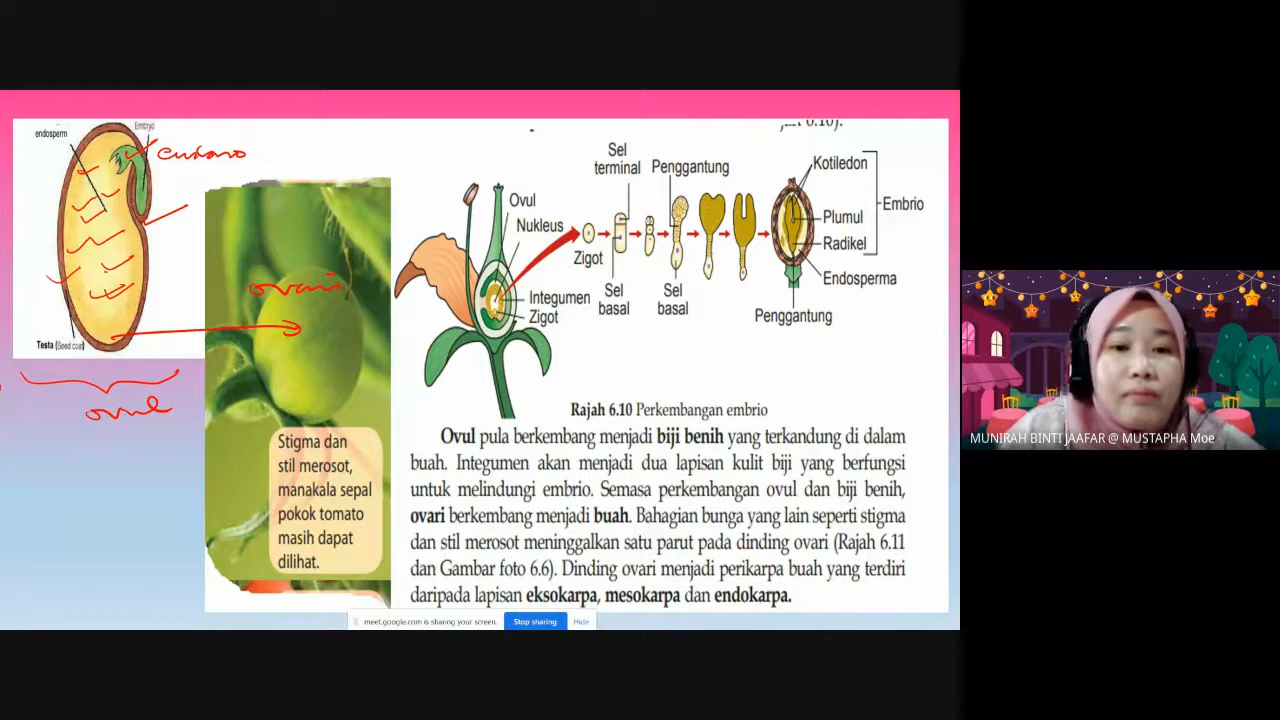 endosperm
Embryo
embrio
Testa (Seed coat)
ovul
ovari
Stigma dan
stil merosot,
manakala sepal
pokok tomato
masih dapat
dilihat.
6.10).
Sel
terminal
Penggantung
Kotiledon
Ovul
Nukleus
Embrio
Plumul
Radikel
Zigot
Endosperma
Integumen
Zigot
Sel
basal
Sel
basal
Penggantung
Rajah 6.10 Perkembangan embrio
Ovul pula berkembang menjadi biji benih yang terkandung di dalam
buah. Integumen akan menjadi dua lapisan kulit biji yang berfungsi
untuk melindungi embrio. Semasa perkembangan ovul dan biji benih,
ovari berkembang menjadi buah. Bahagian bunga yang lain seperti stigma
dan stil merosot meninggalkan satu parut pada dinding ovari (Rajah 6.11
dan Gambar foto 6.6). Dinding ovari menjadi perikarpa buah yang terdiri
daripada lapisan eksokarpa, mesokarpa dan endokarpa.
meet.google.com is sharing your screen.
Stop sharing
Hide
MUNIRAH BINTI JAAFAR @ MUSTAPHA Moe